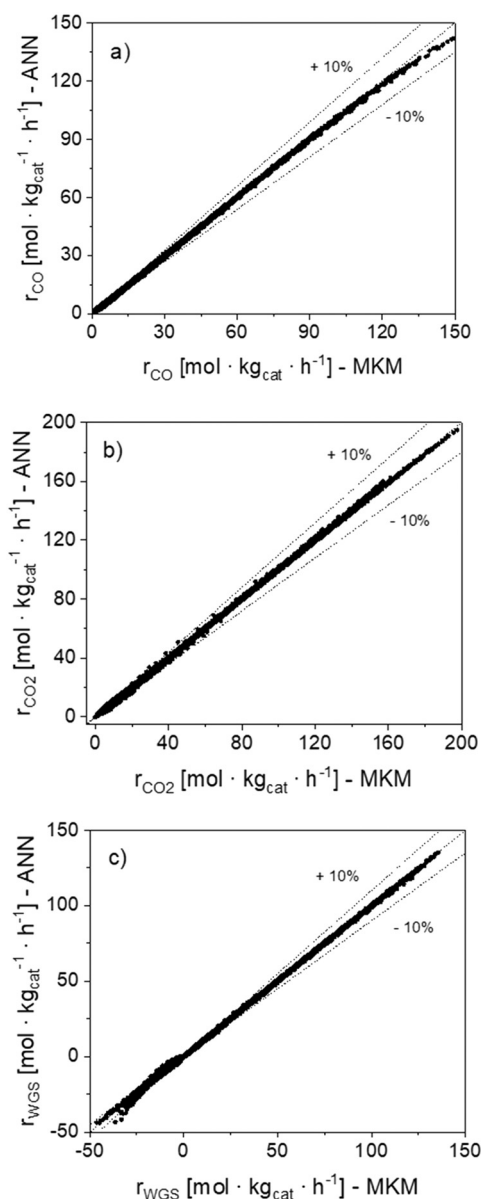 a)
+ 10%
- 10%
150
120
90
60
30
0
r_CO [mol · kg_cat^-1 · h^-1] - ANN
0 30 60 90 120 150
r_CO [mol · kg_cat · h^-1] - MKM
b)
+ 10%
- 10%
200
160
120
80
40
0
r_CO2 [mol · kg_cat^-1 · h^-1] - ANN
0 40 80 120 160 200
r_CO2 [mol · kg_cat · h^-1] - MKM
c)
+ 10%
- 10%
150
100
50
0
-50
r_WGS [mol · kg_cat^-1 · h^-1] - ANN
-50 0 50 100 150
r_WGS [mol · kg_cat · h^-1] - MKM